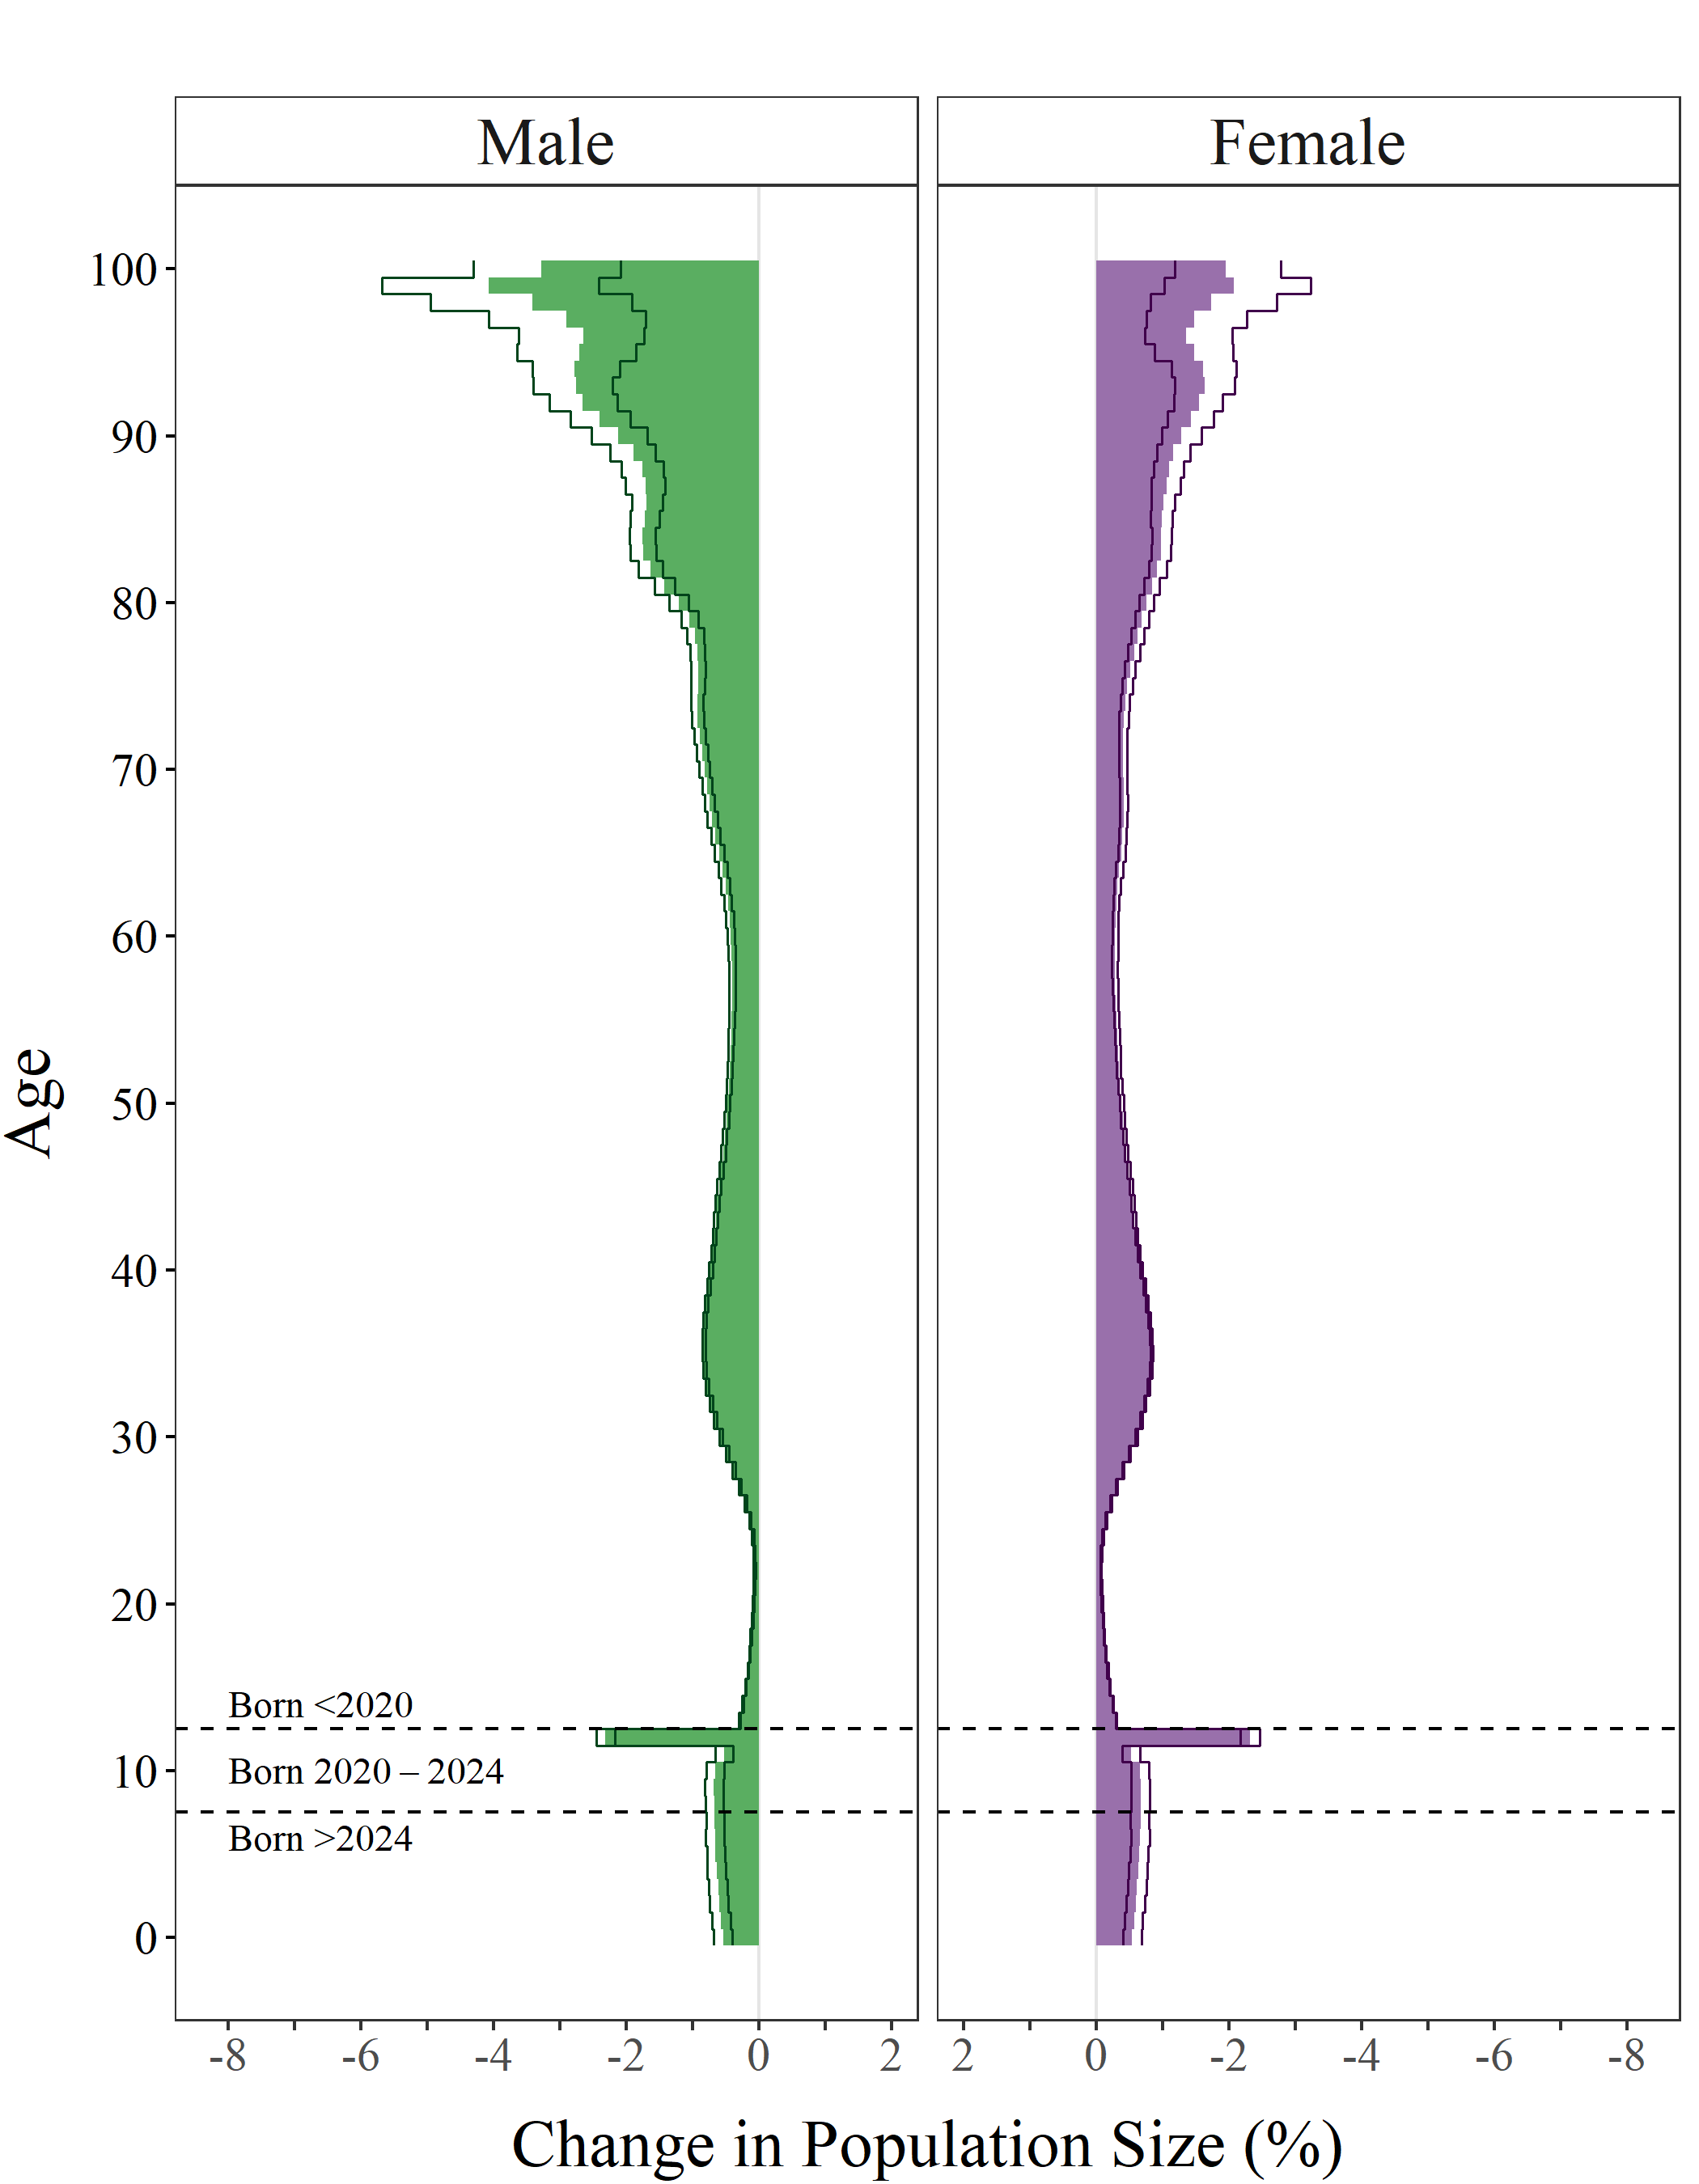 Male
Female
100
90
80
70
60
50
40
30
20
10
0
Age
Born <2020
Born 2020 – 2024
Born >2024
-8 -6 -4 -2 0 2
2 0 -2 -4 -6 -8
Change in Population Size (%)